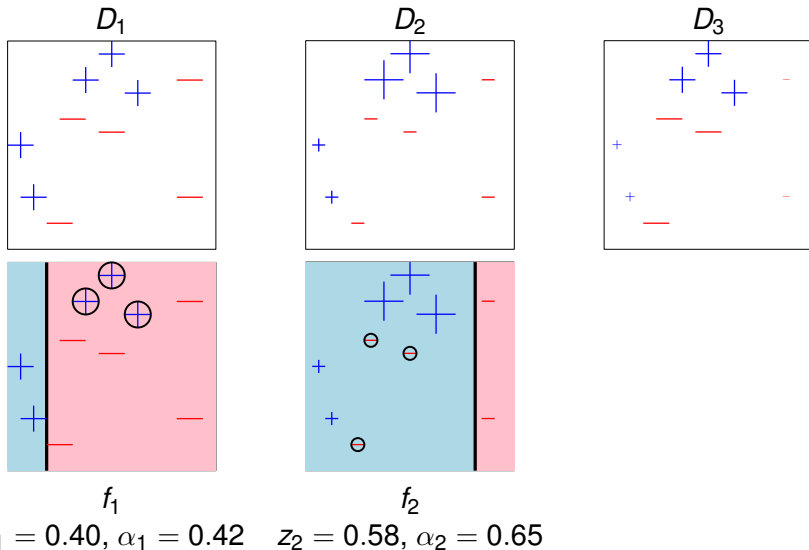 D₁ D₂ D₃
f₁ f₂
= 0.40, α₁ = 0.42 z₂ = 0.58, α₂ = 0.65